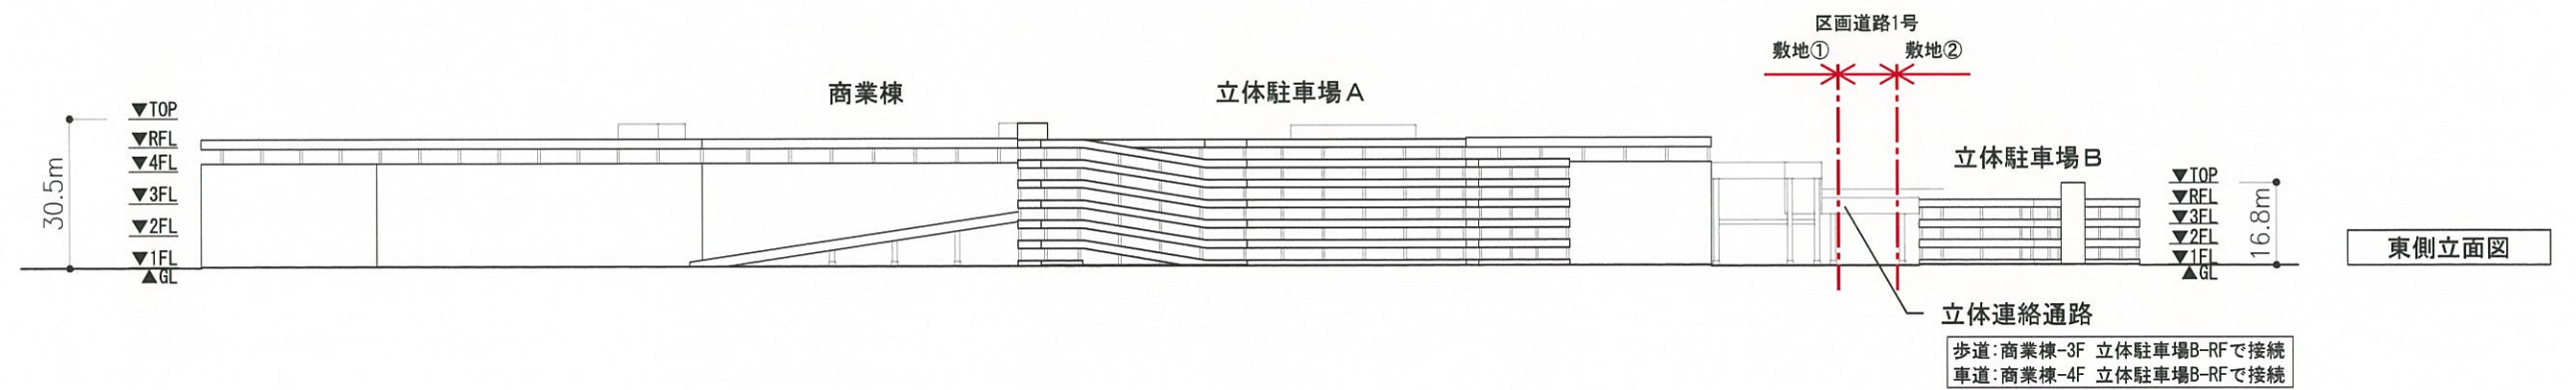 区画道路1号
敷地① 敷地②
商業棟 立体駐車場A
▼TOP
▼RFL
▼4FL
▼3FL
▼2FL
▼1FL
▲GL
30.5m
立体駐車場B
▼TOP
▼RFL
▼3FL
▼2FL
▼1FL
▲GL
16.8m
東側立面図
立体連絡通路
歩道:商業棟-3F 立体駐車場B-RFで接続
車道:商業棟-4F 立体駐車場B-RFで接続